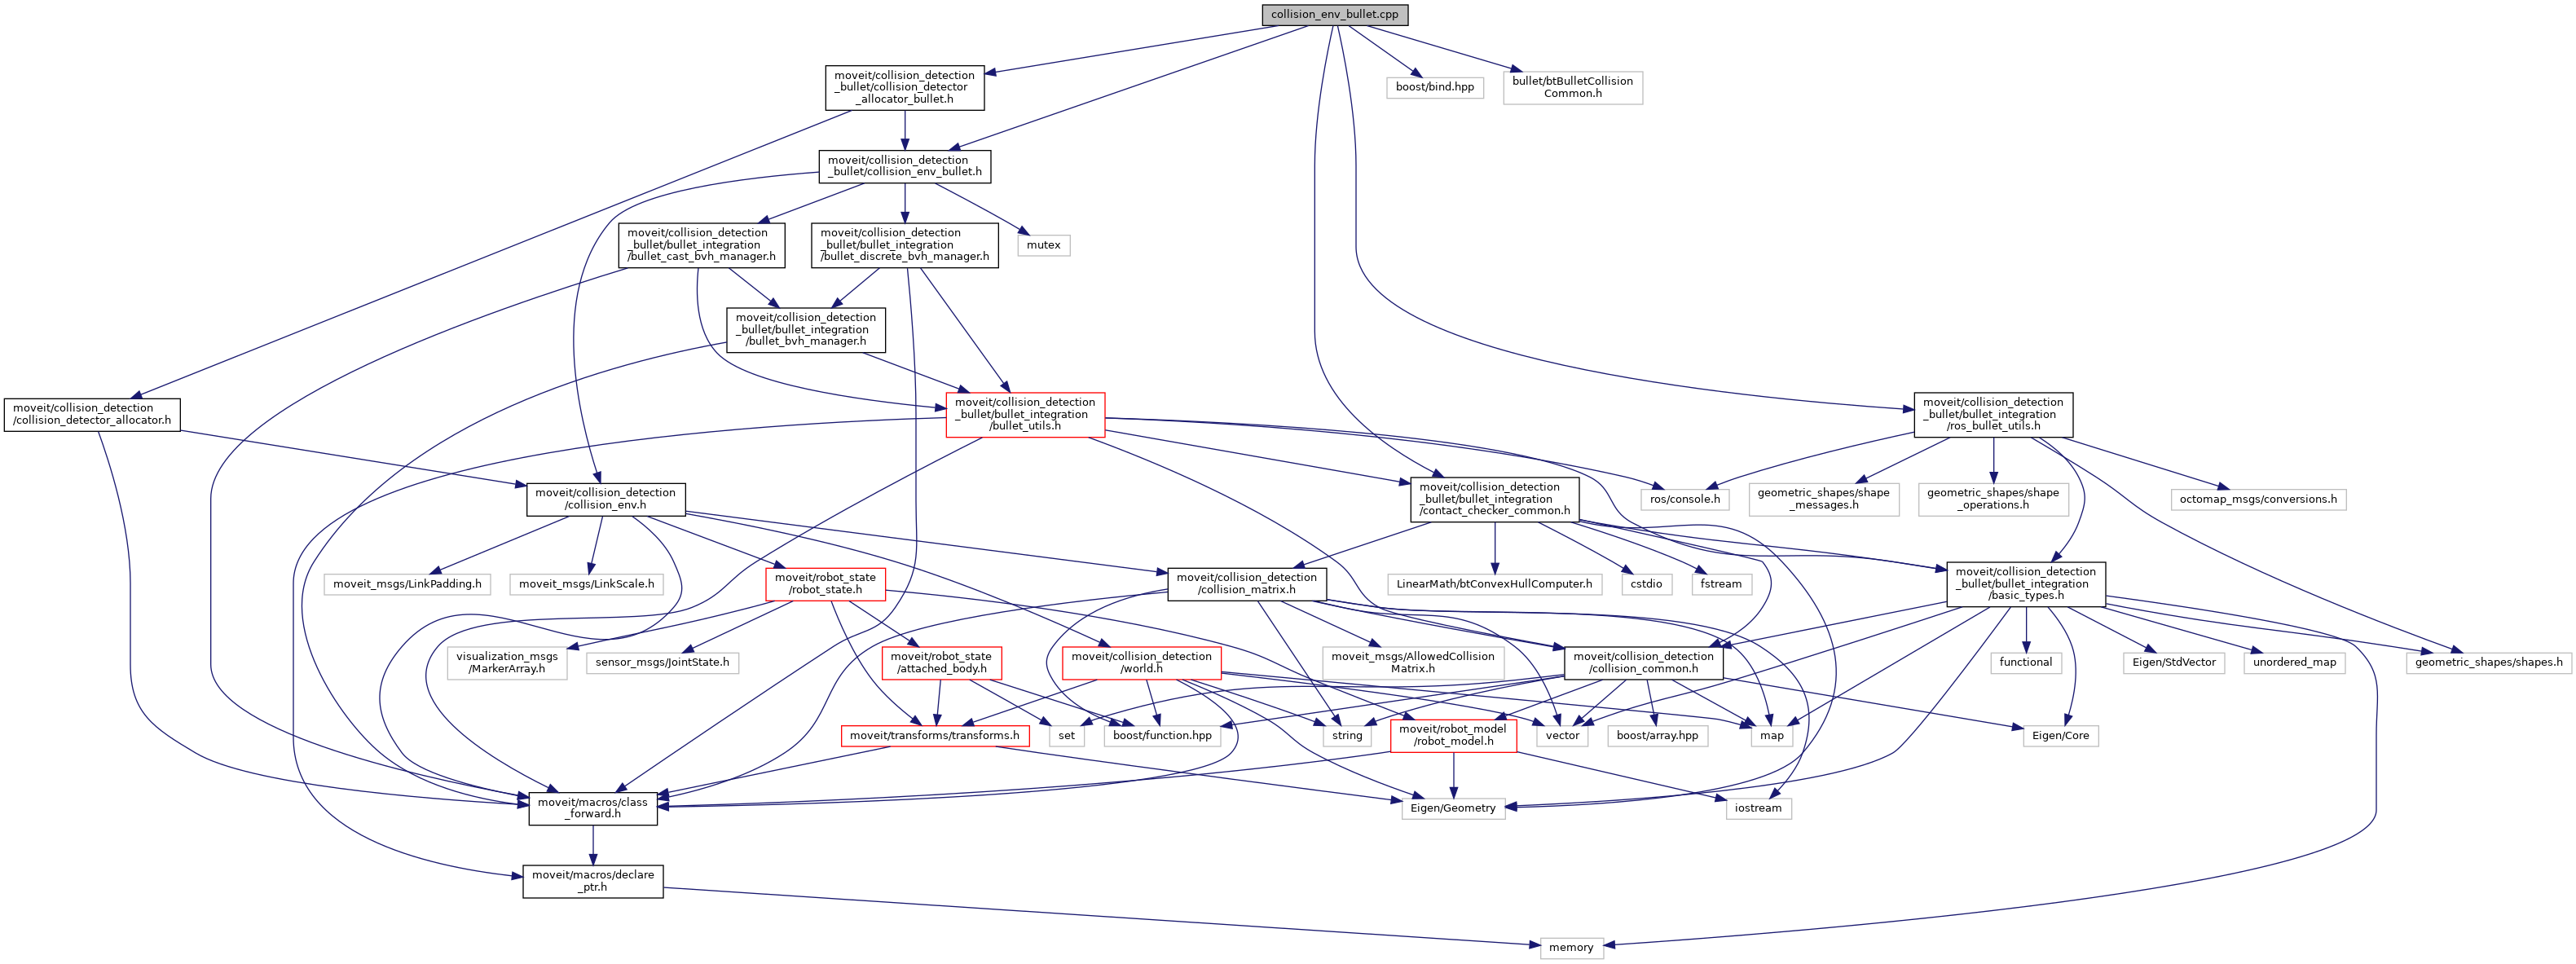 collision_env_bullet.cpp
moveit/collision_detection
_bullet/collision_detector
_allocator_bullet.h
boost/bind.hpp
bullet/btBulletCollision
Common.h
moveit/collision_detection
_bullet/collision_env_bullet.h
moveit/collision_detection
_bullet/bullet_integration
/bullet_cast_bvh_manager.h
moveit/collision_detection
_bullet/bullet_integration
/bullet_discrete_bvh_manager.h
mutex
moveit/collision_detection
_bullet/bullet_integration
/bullet_bvh_manager.h
moveit/collision_detection
/collision_detector_allocator.h
moveit/collision_detection
_bullet/bullet_integration
/bullet_utils.h
moveit/collision_detection
_bullet/bullet_integration
/ros_bullet_utils.h
moveit/collision_detection
/collision_env.h
moveit/collision_detection
_bullet/bullet_integration
/contact_checker_common.h
ros/console.h
geometric_shapes/shape
_messages.h
geometric_shapes/shape
_operations.h
octomap_msgs/conversions.h
moveit_msgs/LinkPadding.h
moveit_msgs/LinkScale.h
moveit/robot_state
/robot_state.h
moveit/collision_detection
/collision_matrix.h
LinearMath/btConvexHullComputer.h
cstdio
fstream
moveit/collision_detection
_bullet/bullet_integration
/basic_types.h
visualization_msgs
/MarkerArray.h
sensor_msgs/JointState.h
moveit/robot_state
/attached_body.h
moveit/collision_detection
/world.h
moveit_msgs/AllowedCollision
Matrix.h
moveit/collision_detection
/collision_common.h
functional
Eigen/StdVector
unordered_map
geometric_shapes/shapes.h
moveit/transforms/transforms.h
set
boost/function.hpp
string
moveit/robot_model
/robot_model.h
vector
boost/array.hpp
map
Eigen/Core
moveit/macros/class
_forward.h
Eigen/Geometry
iostream
moveit/macros/declare
_ptr.h
memory